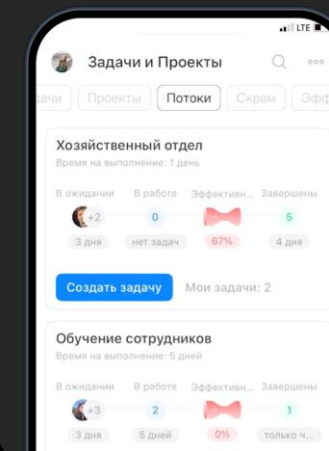 LTE
Задачи и Проекты
дачи Проекты Потоки Скрам Эфф
Хозяйственный отдел
Время на выполнение: 1 день
В ожидании В работе Эффективн... Завершены
+2 0 5
3 дня нет задач 67% 4 дня
Создать задачу Мои задачи: 2
Обучение сотрудников
Время на выполнение: 5 дней
В ожидании В работе Эффективн... Завершены
+3 2 1
3 дня 5 дней 0% только ч...